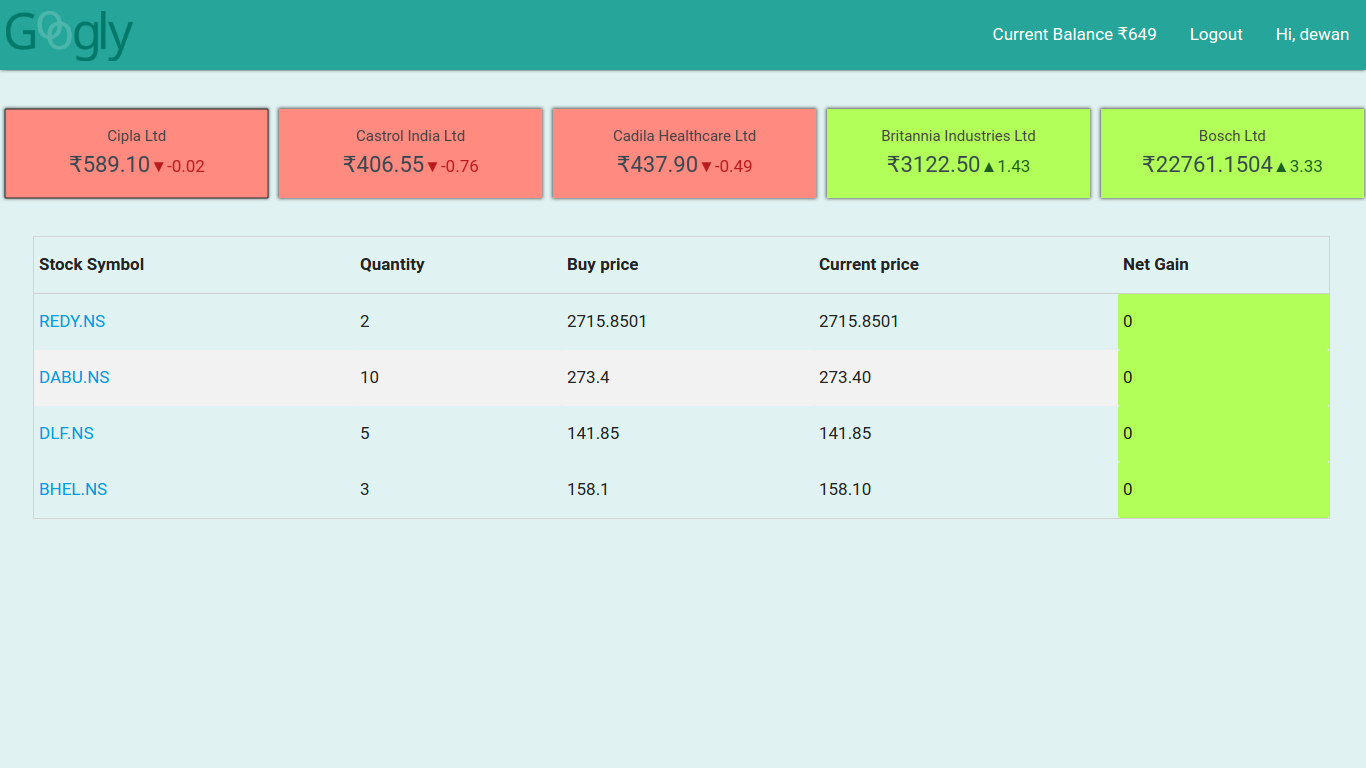 Googly Current Balance ₹649 Logout Hi, dewan
Cipla Ltd Castrol India Ltd Cadila Healthcare Ltd Britannia Industries Ltd Bosch Ltd
₹589.10▼-0.02 ₹406.55▼-0.76 ₹437.90▼-0.49 ₹3122.50▲1.43 ₹22761.1504▲3.33
Stock Symbol Quantity Buy price Current price Net Gain
REDY.NS 2 2715.8501 2715.8501 0
DABU.NS 10 273.4 273.40 0
DLF.NS 5 141.85 141.85 0
BHEL.NS 3 158.1 158.10 0